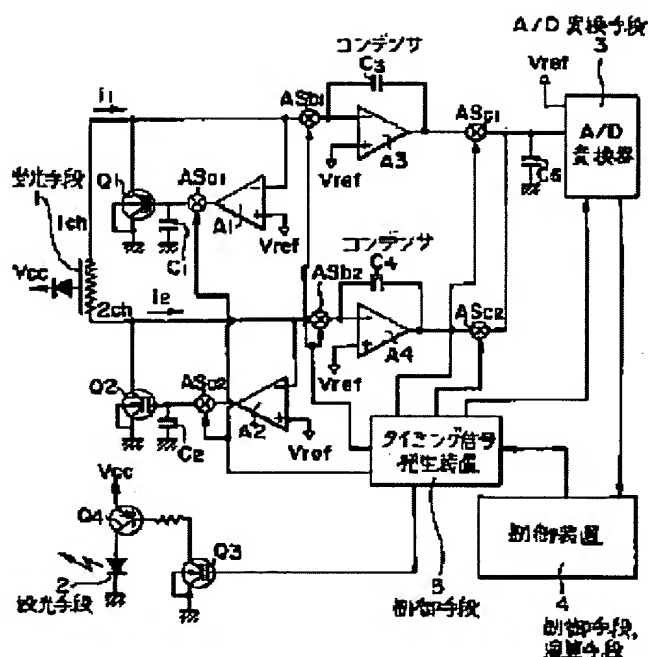 A/D変換手段
3
コンデンサ
C3
Vref
i1
ASb1
ASc1
A/D
変換器
A3
Q1
ASa1
Vref
C5
受光手段
1
1ch
A1
C1
Vref
コンデンサ
C4
Vcc
ASb2
2ch
i2
ASc2
A4
Q2
ASa2
Vref
A2
C2
Vref
タイミング信号
発生装置
Vcc
Q4
Q3
制御装置
2
投光手段
5
制御手段
4
制御手段,
演算手段